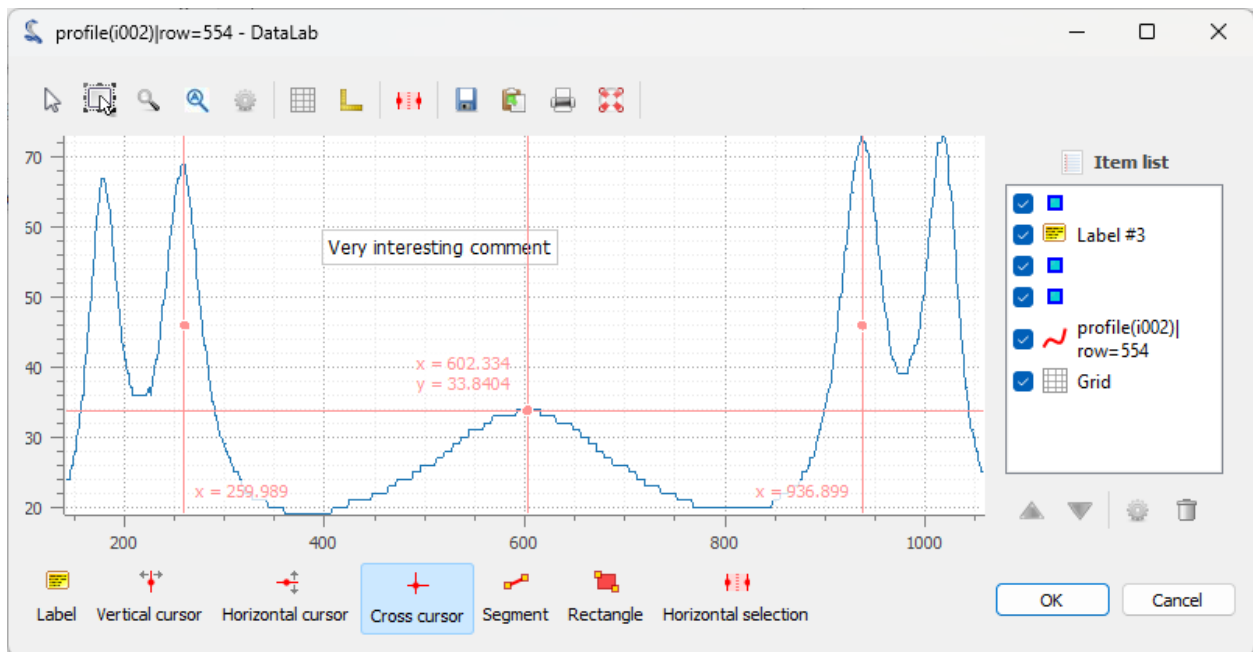 profile(i002)|row=554 - DataLab
Item list
70
60
50
40
30
20
200
400
600
800
1000
Very interesting comment
x = 602.334
y = 33.8404
x = 259.989
x = 936.899
Label #3
profile(i002)|
row=554
Grid
Label
Vertical cursor
Horizontal cursor
Cross cursor
Segment
Rectangle
Horizontal selection
OK
Cancel